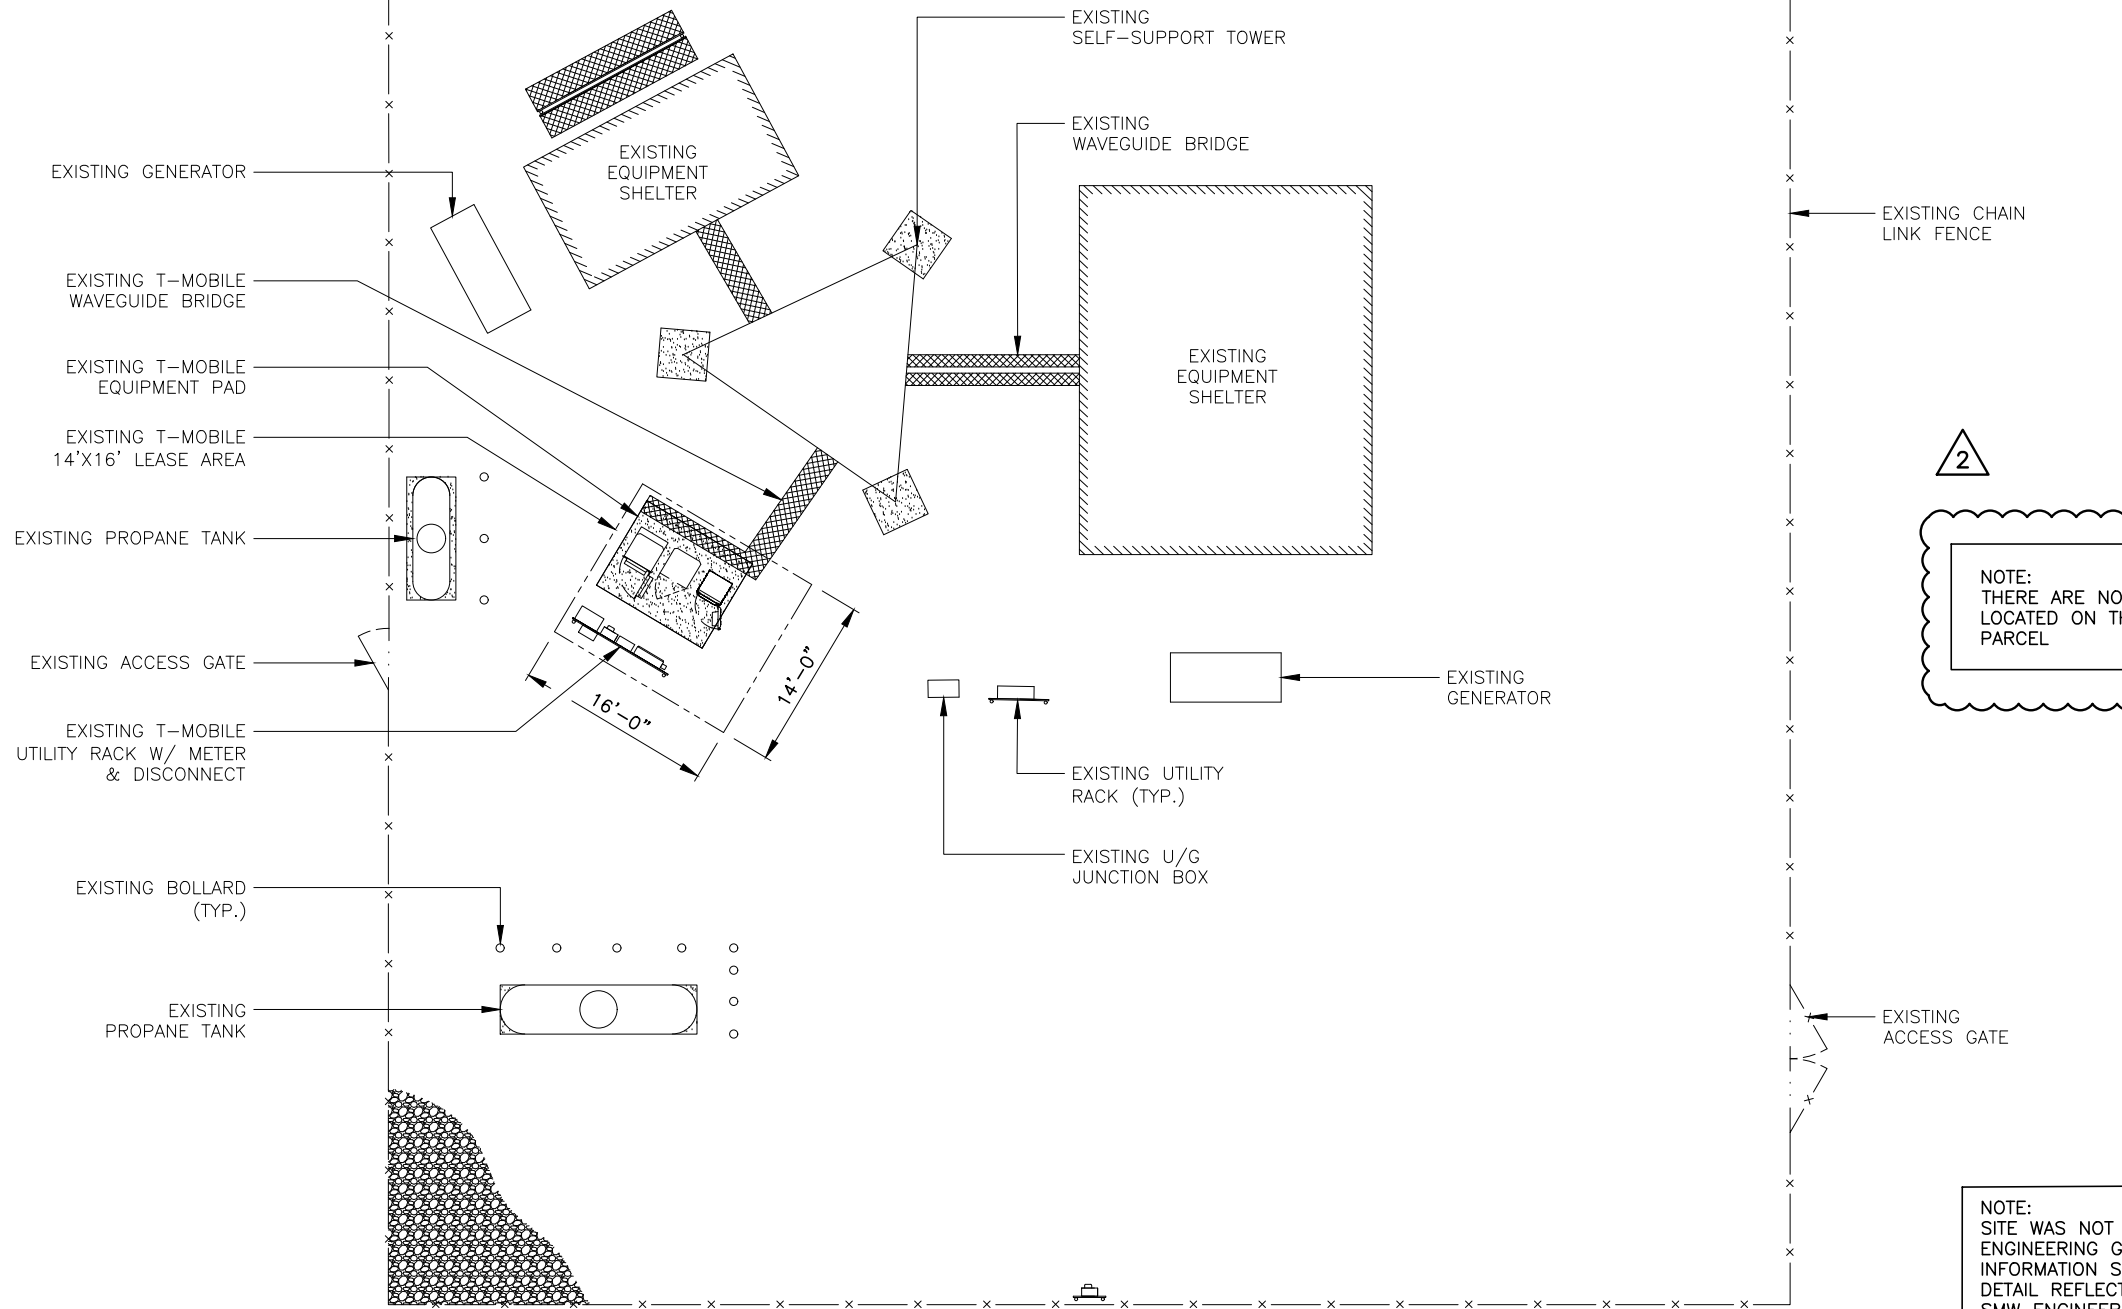 EXISTING
SELF-SUPPORT TOWER
EXISTING
WAVEGUIDE BRIDGE
EXISTING
EQUIPMENT
SHELTER
EXISTING GENERATOR
EXISTING CHAIN
LINK FENCE
EXISTING T-MOBILE
WAVEGUIDE BRIDGE
EXISTING T-MOBILE
EQUIPMENT PAD
EXISTING
EQUIPMENT
SHELTER
EXISTING T-MOBILE
14'X16' LEASE AREA
2
EXISTING PROPANE TANK
NOTE:
THERE ARE NO
LOCATED ON
PARCEL
EXISTING ACCESS GATE
14'-0"
16'-0"
EXISTING
GENERATOR
EXISTING T-MOBILE
UTILITY RACK W/ METER
& DISCONNECT
EXISTING UTILITY
RACK (TYP.)
EXISTING U/G
JUNCTION BOX
EXISTING BOLLARD
(TYP.)
EXISTING
PROPANE TANK
EXISTING
ACCESS GATE
NOTE:
SITE WAS NOT
ENGINEERING
INFORMATION
DETAIL
SMW